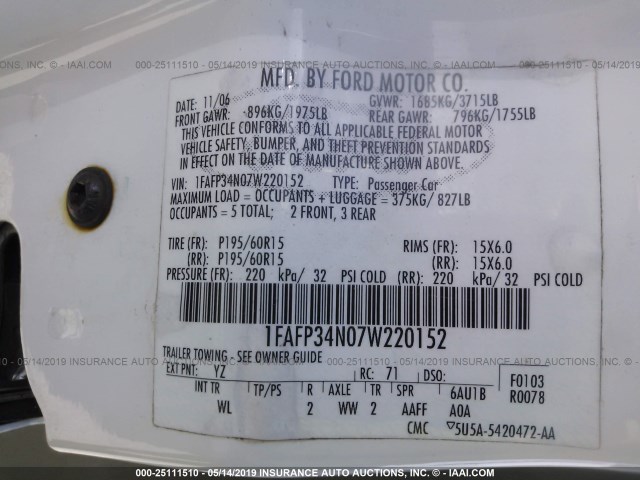 000-25111510 - 05/14/2019 - INSURANCE AUTO AUCTIONS - © IAAI.COM
MFD. BY FORD MOTOR CO.
DATE: 11/06 GVWR: 1685KG/3715LB
FRONT GAWR: 896KG/1975LB REAR GAWR: 796KG/1755LB
THIS VEHICLE CONFORMS TO ALL APPLICABLE FEDERAL MOTOR
VEHICLE SAFETY, BUMPER, AND THEFT PREVENTION STANDARDS
IN EFFECT ON THE DATE OF MANUFACTURE SHOWN ABOVE.
VIN: 1FAFP34N07W220152 TYPE: Passenger Car
MAXIMUM LOAD = OCCUPANTS + LUGGAGE = 375KG/ 827LB
OCCUPANTS = 5 TOTAL; 2 FRONT, 3 REAR
TIRE (FR): P195/60R15 RIMS (FR): 15X6.0
(RR): P195/60R15 (RR): 15X6.0
PRESSURE (FR): 220 kPa/ 32 PSI COLD (RR): 220 kPa/ 32 PSI COLD
1FAFP34N07W220152
TRAILER TOWING - SEE OWNER GUIDE
EXT PNT: YZ RC: 71 DSO: F0103
INT TR TP/PS R AXLE TR SPR 6AU1B R0078
WL 2 WW 2 AAFF A0A
CMC ▽5U5A-5420472-AA
000-25111510 - 05/14/2019 - INSURANCE AUTO AUCTIONS - © IAAI.COM